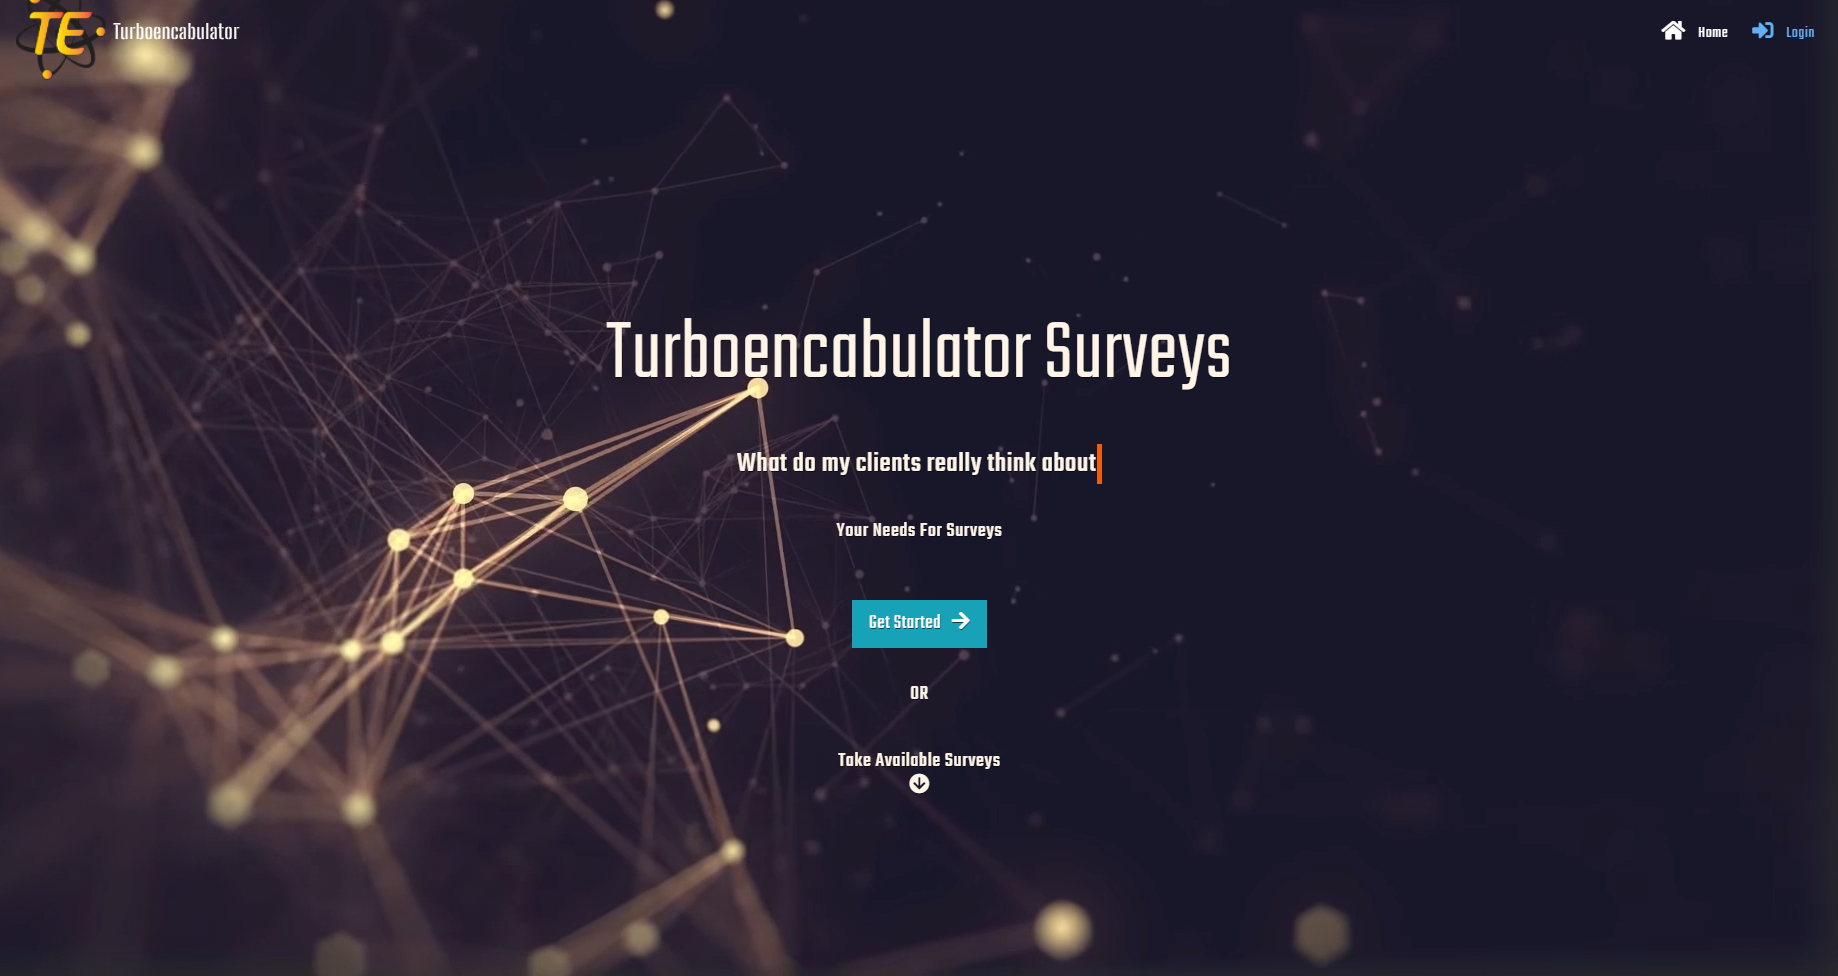 TE
Turboencabulator
Home
Login
Turboencabulator Surveys
What do my clients really think about
Your Needs For Surveys
Get Started
OR
Take Available Surveys